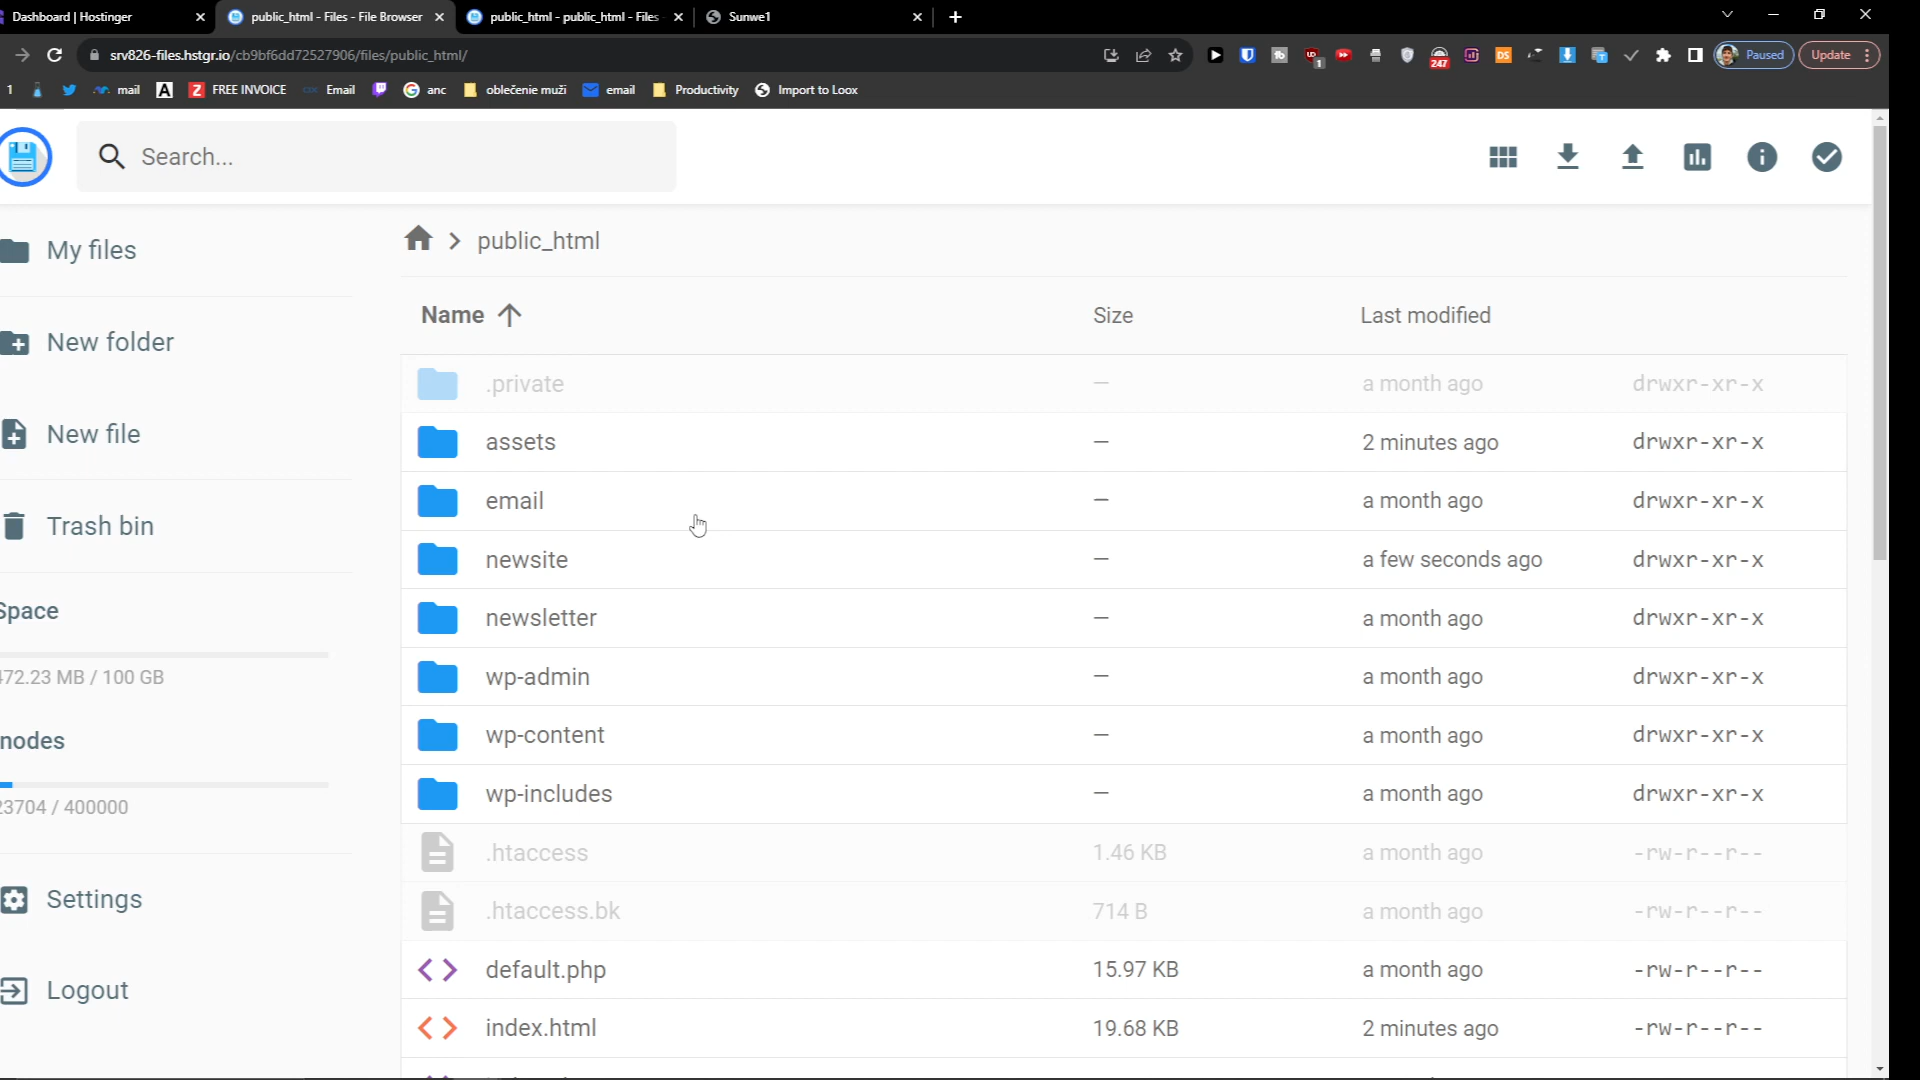 Dashboard | Hostinger
public_html - Files - File Browser
public_html - public_html - Files
Sunwe1
srv826-files.hstgr.io/cb9bf6dd72527906/files/public_html/
1
247
DS
Paused
Update
1
mail
A
Z FREE INVOICE
Email
anc
oblečenie muži
email
Productivity
Import to Loox
Search...
My files
New folder
New file
Trash bin
Space
472.23 MB / 100 GB
nodes
23704 / 400000
Settings
Logout
public_html
Name Size Last modified
.private — a month ago drwxr-xr-x
assets — 2 minutes ago drwxr-xr-x
email — a month ago drwxr-xr-x
newsite — a few seconds ago drwxr-xr-x
newsletter — a month ago drwxr-xr-x
wp-admin — a month ago drwxr-xr-x
wp-content — a month ago drwxr-xr-x
wp-includes — a month ago drwxr-xr-x
.htaccess 1.46 KB a month ago -rw-r--r--
.htaccess.bk 714 B a month ago -rw-r--r--
default.php 15.97 KB a month ago -rw-r--r--
index.html 19.68 KB 2 minutes ago -rw-r--r--